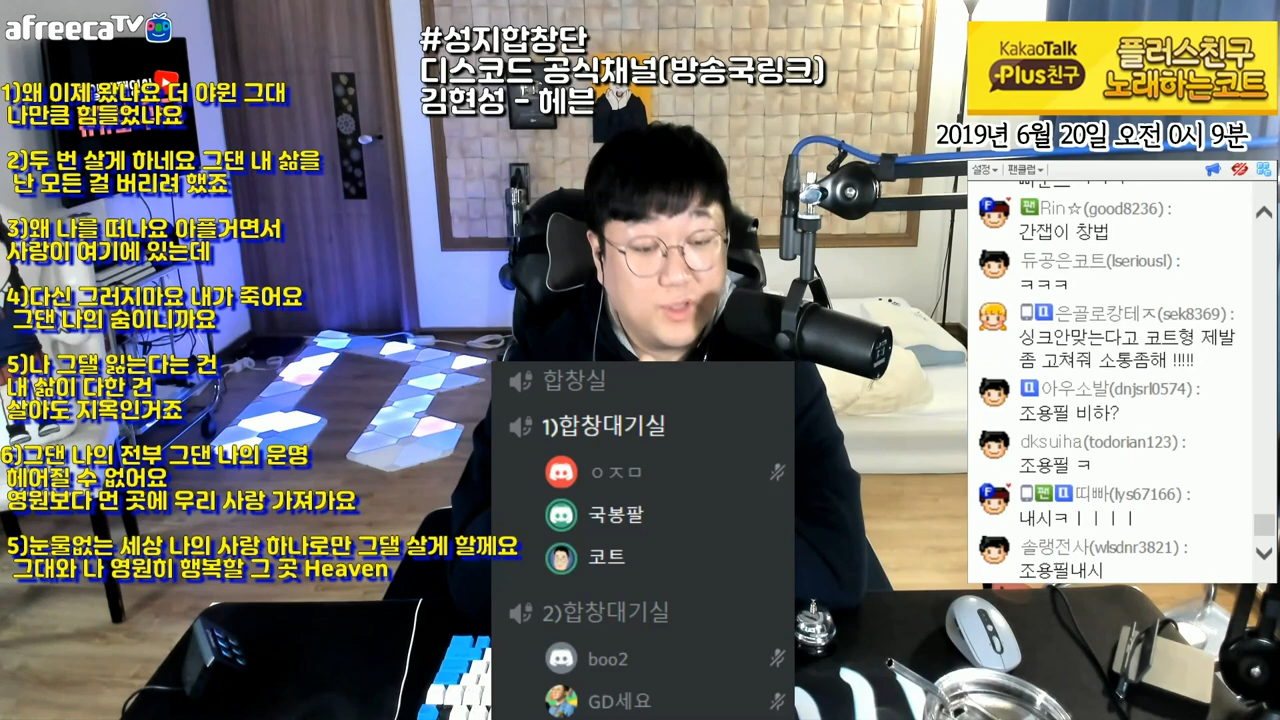 afreecaTV
#성지합창단
디스코드 공식채널(방송국링크)
김현성 - 헤븐
1)왜 이제 왔나요 더 야윈 그대
나만큼 힘들었나요
2)두 번 살게 하네요 그댄 내 삶을
난 모든 걸 버리려 했죠
3)왜 나를 떠나요 아플거면서
사랑이 여기에 있는데
4)다신 그러지마요 내가 죽어요
그댄 나의 숨이니까요
5)나 그댈 잃는다는 건
내 삶이 다한 건
살아도 지옥인거죠
6)그댄 나의 전부 그댄 나의 운명
헤어질 수 없어요
영원보다 먼 곳에 우리 사랑 가져가요
5)눈물없는 세상 나의 사랑 하나로만 그댈 살게 할께요
그대와 나 영원히 행복할 그 곳 Heaven
합창실
1)합창대기실
ㅇㅈㅁ
국봉팔
코트
2)합창대기실
boo2
GD세요
KakaoTalk
Plus친구
플러스친구
노래하는코트
2019년 6월 20일 오전 0시 9분
설정 팬클럽
팬 Rin☆(good8236) :
간잽이 창법
듀공은코트(lseriousl) :
ㅋㅋㅋ
은골로캉테ㅈ(sek8369) :
싱크안맞는다고 코트형 제발
좀 고쳐줘 소통좀해 !!!!!
아우소발(dnjsrl0574) :
조용필 비하?
dksuiha(todorian123) :
조용필 ㅋ
팬 띠빠(lys67166) :
내시ㅋㅣㅣㅣㅣ
솔랭전사(wlsdnr3821) :
조용필내시